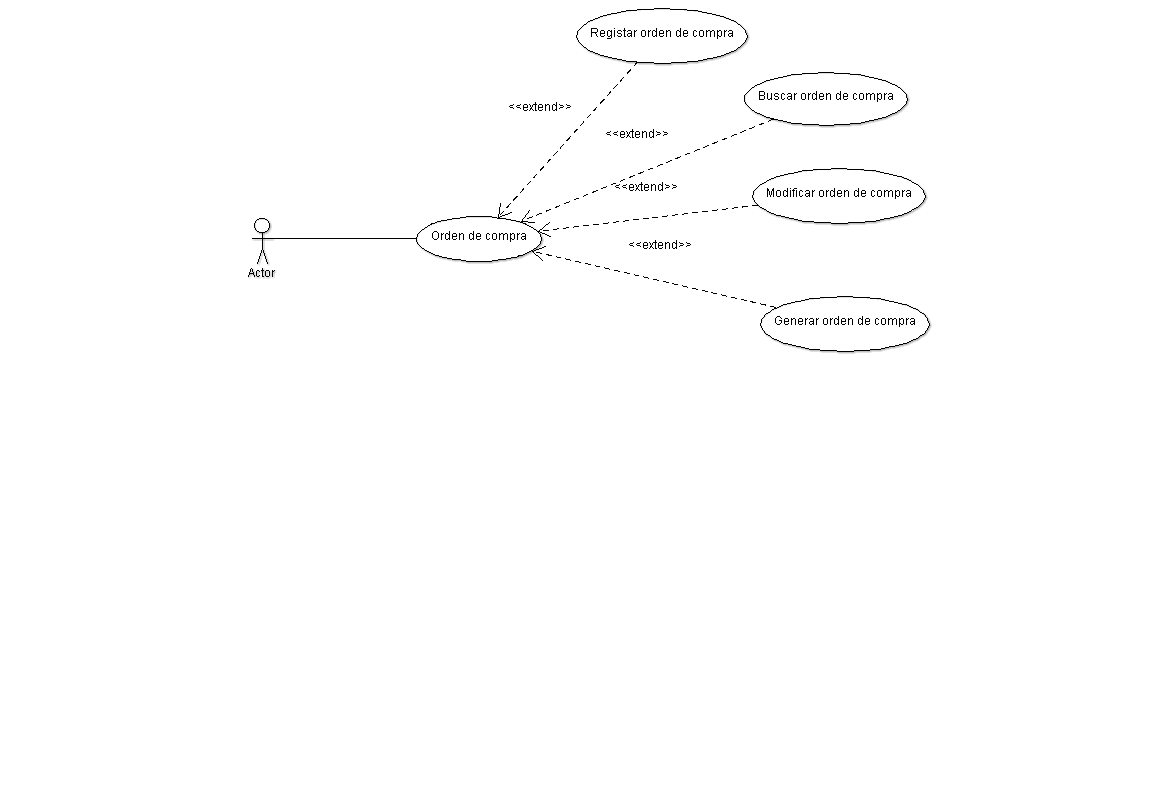 Registar orden de compra
Buscar orden de compra
<<extend>>
<<extend>>
<<extend>>
Modificar orden de compra
Orden de compra
<<extend>>
Actor
Generar orden de compra